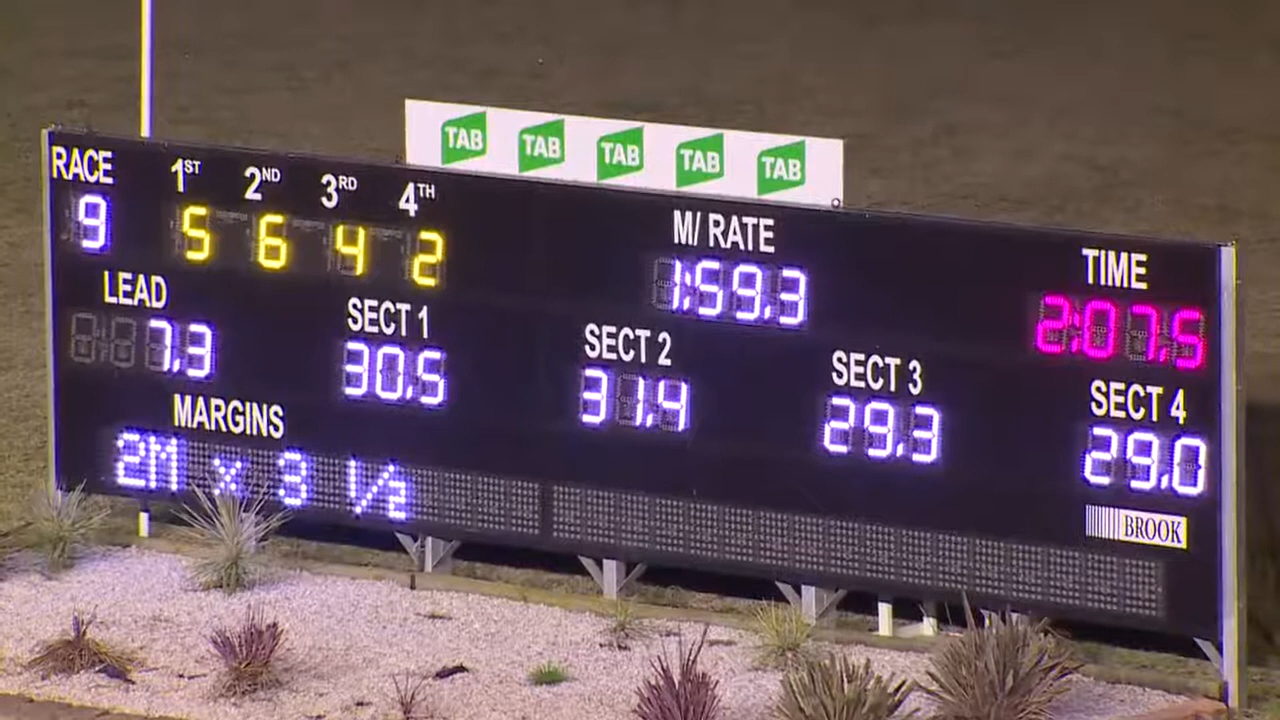 TAB TAB TAB TAB TAB
RACE 1ST 2ND 3RD 4TH M/ RATE TIME
9 5 6 4 2 1:59.3 2:07.5
LEAD SECT 1 SECT 2 SECT 3 SECT 4
7.3 30.5 31.4 29.3 29.0
MARGINS
2M x 3 1/2
BROOK